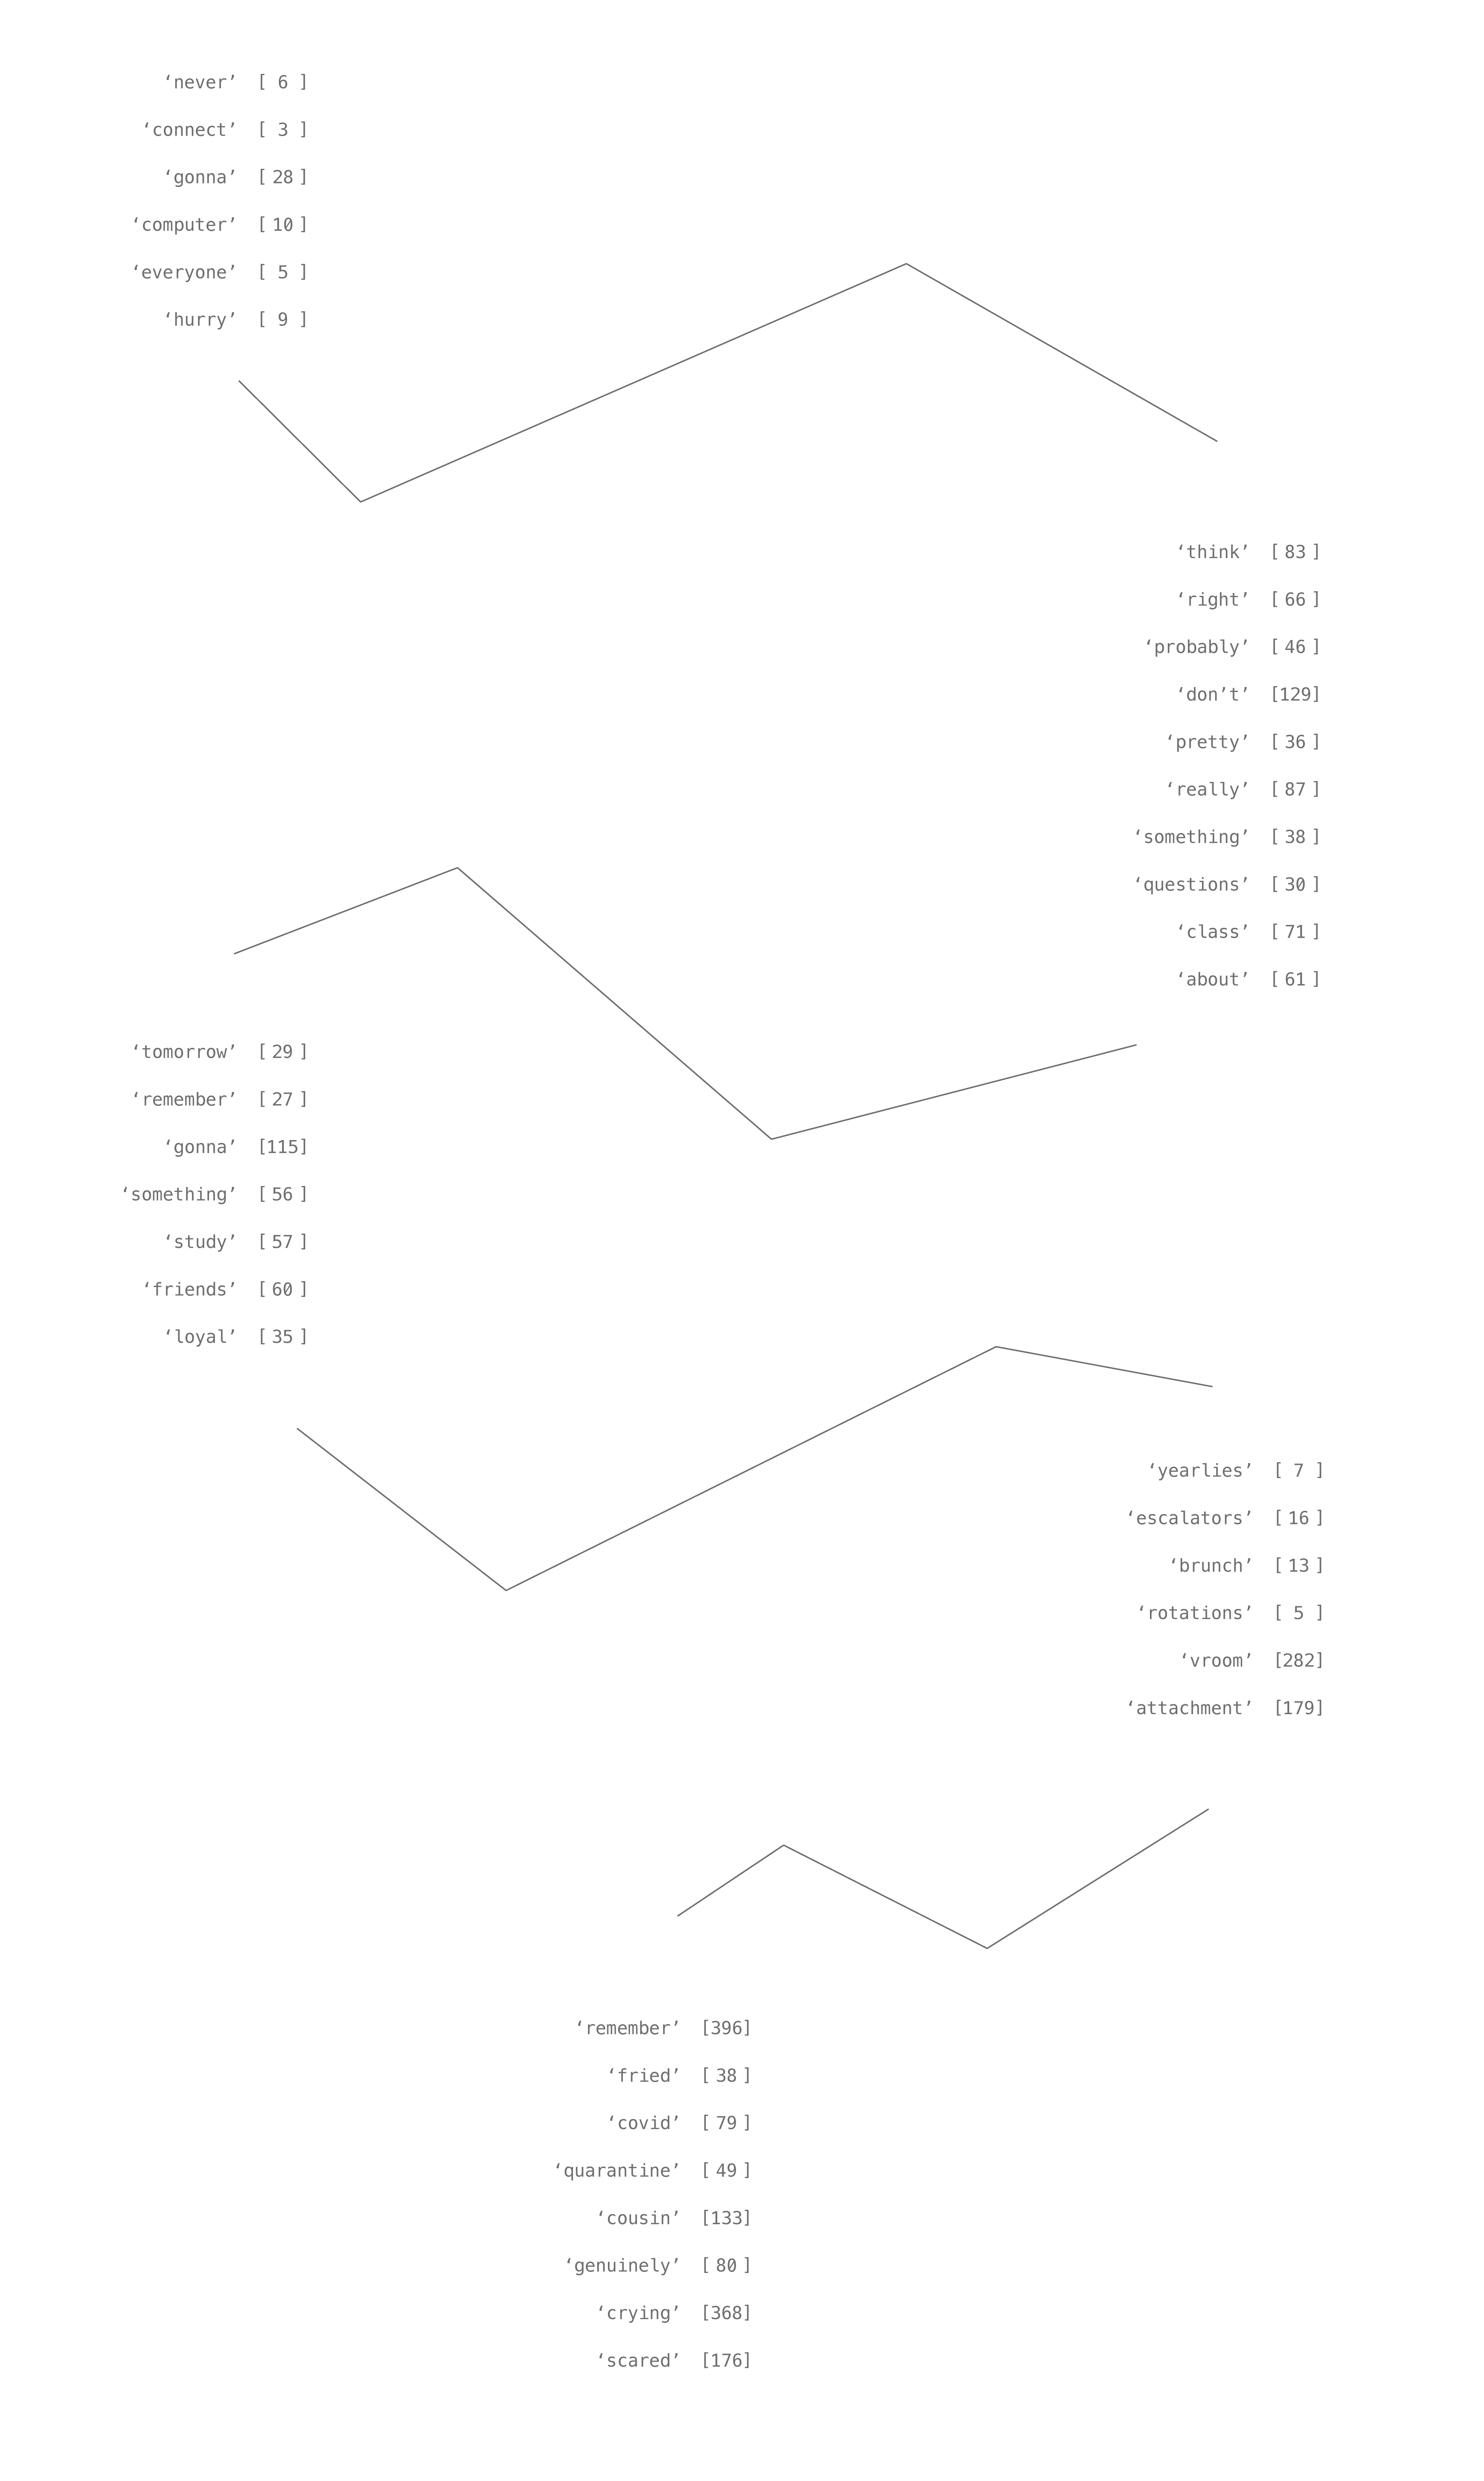 ‘never’ [ 6 ]
‘connect’ [ 3 ]
‘gonna’ [ 28 ]
‘computer’ [ 10 ]
‘everyone’ [ 5 ]
‘hurry’ [ 9 ]
‘think’ [ 83 ]
‘right’ [ 66 ]
‘probably’ [ 46 ]
‘don’t’ [129]
‘pretty’ [ 36 ]
‘really’ [ 87 ]
‘something’ [ 38 ]
‘questions’ [ 30 ]
‘class’ [ 71 ]
‘about’ [ 61 ]
‘tomorrow’ [ 29 ]
‘remember’ [ 27 ]
‘gonna’ [115]
‘something’ [ 56 ]
‘study’ [ 57 ]
‘friends’ [ 60 ]
‘loyal’ [ 35 ]
‘yearlies’ [ 7 ]
‘escalators’ [ 16 ]
‘brunch’ [ 13 ]
‘rotations’ [ 5 ]
‘vroom’ [282]
‘attachment’ [179]
‘remember’ [396]
‘fried’ [ 38 ]
‘covid’ [ 79 ]
‘quarantine’ [ 49 ]
‘cousin’ [133]
‘genuinely’ [ 80 ]
‘crying’ [368]
‘scared’ [176]